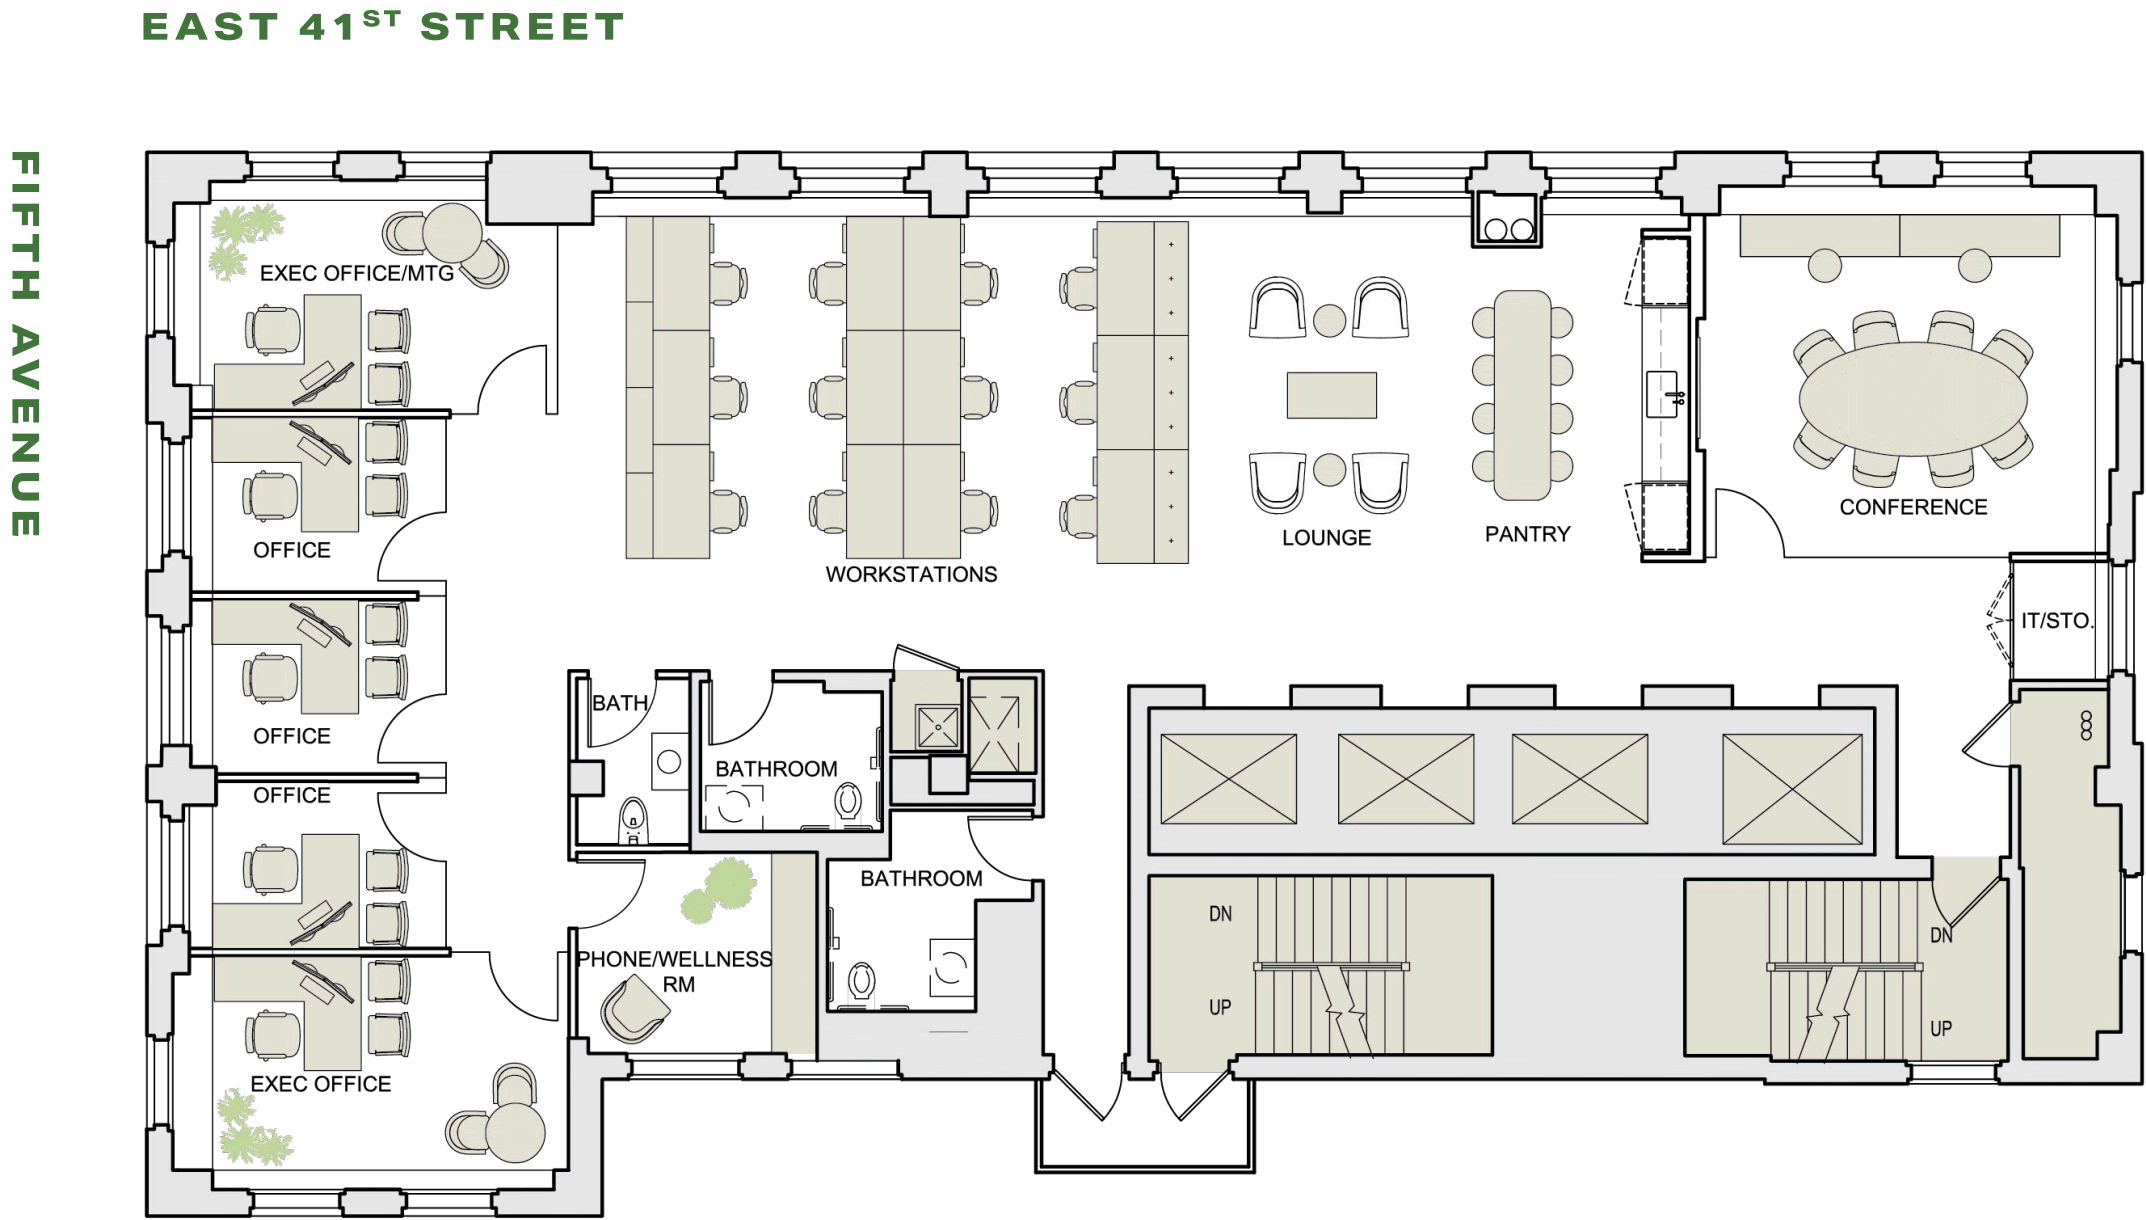 EAST 41ST STREET
FIFTH AVENUE
EXEC OFFICE/MTG
OFFICE
OFFICE
OFFICE
EXEC OFFICE
WORKSTATIONS
LOUNGE
PANTRY
CONFERENCE
IT/STO.
BATH
BATHROOM
BATHROOM
PHONE/WELLNESS
RM
DN
UP
DN
UP